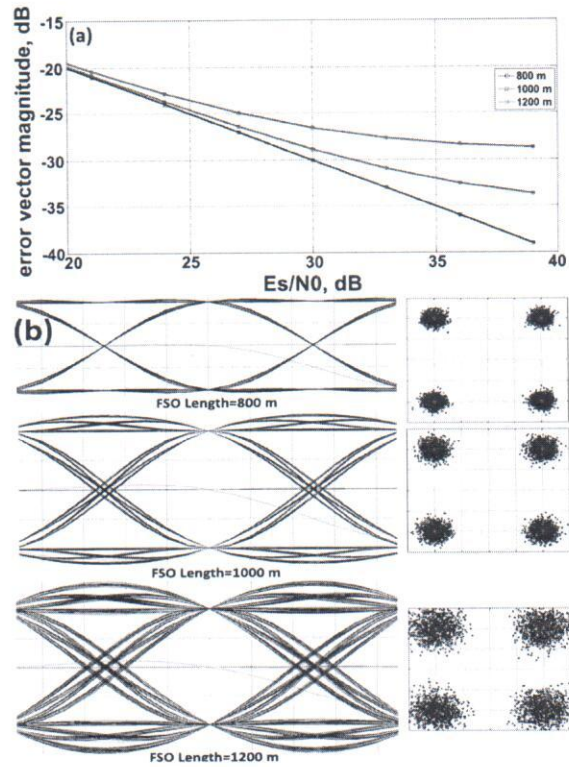 (a)
error vector magnitude, dB
-15
-20
-25
-30
-35
-40
800 m
1000 m
1200 m
20
25
30
35
40
Es/N0, dB
(b)
FSO Length=800 m
FSO Length=1000 m
FSO Length=1200 m